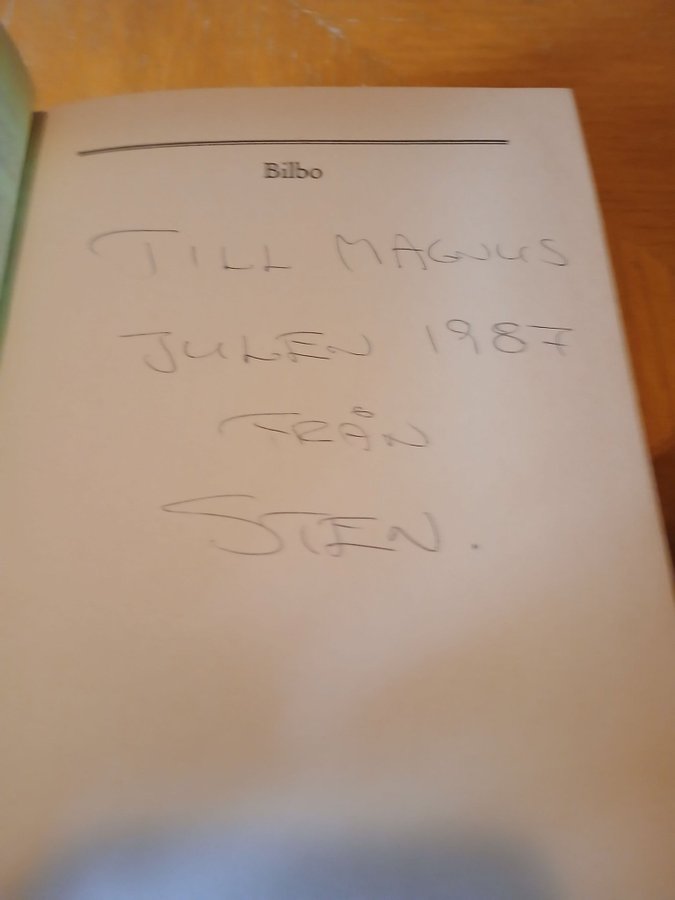 Bilbo
TILL MAGNUS
JULEN 1987
FRÅN
STEN.